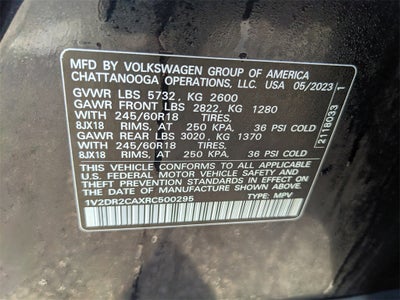 MFD BY VOLKSWAGEN GROUP OF AMERICA
CHATTANOOGA OPERATIONS, LLC. USA 05/2023
GVWR LBS 5732, KG 2600
GAWR FRONT LBS 2822, KG 1280
WITH 245/60R18
8JX18 RIMS, AT 250 KPA, 36 PSI COLD
GAWR REAR LBS 3020, KG 1370
WITH 245/60R18
8JX18 RIMS, AT 250 KPA, 36 PSI COLD
THIS VEHICLE CONFORMS TO ALL APPLICABLE
U.S. FEDERAL MOTOR VEHICLE SAFETY AND THEFT
PREVENTION STANDARDS IN EFFECT ON
THE DATE OF MANUFACTURE SHOWN ABOVE.
1V2DR2CAXRC500295 TYPE: MPV
21118033 1